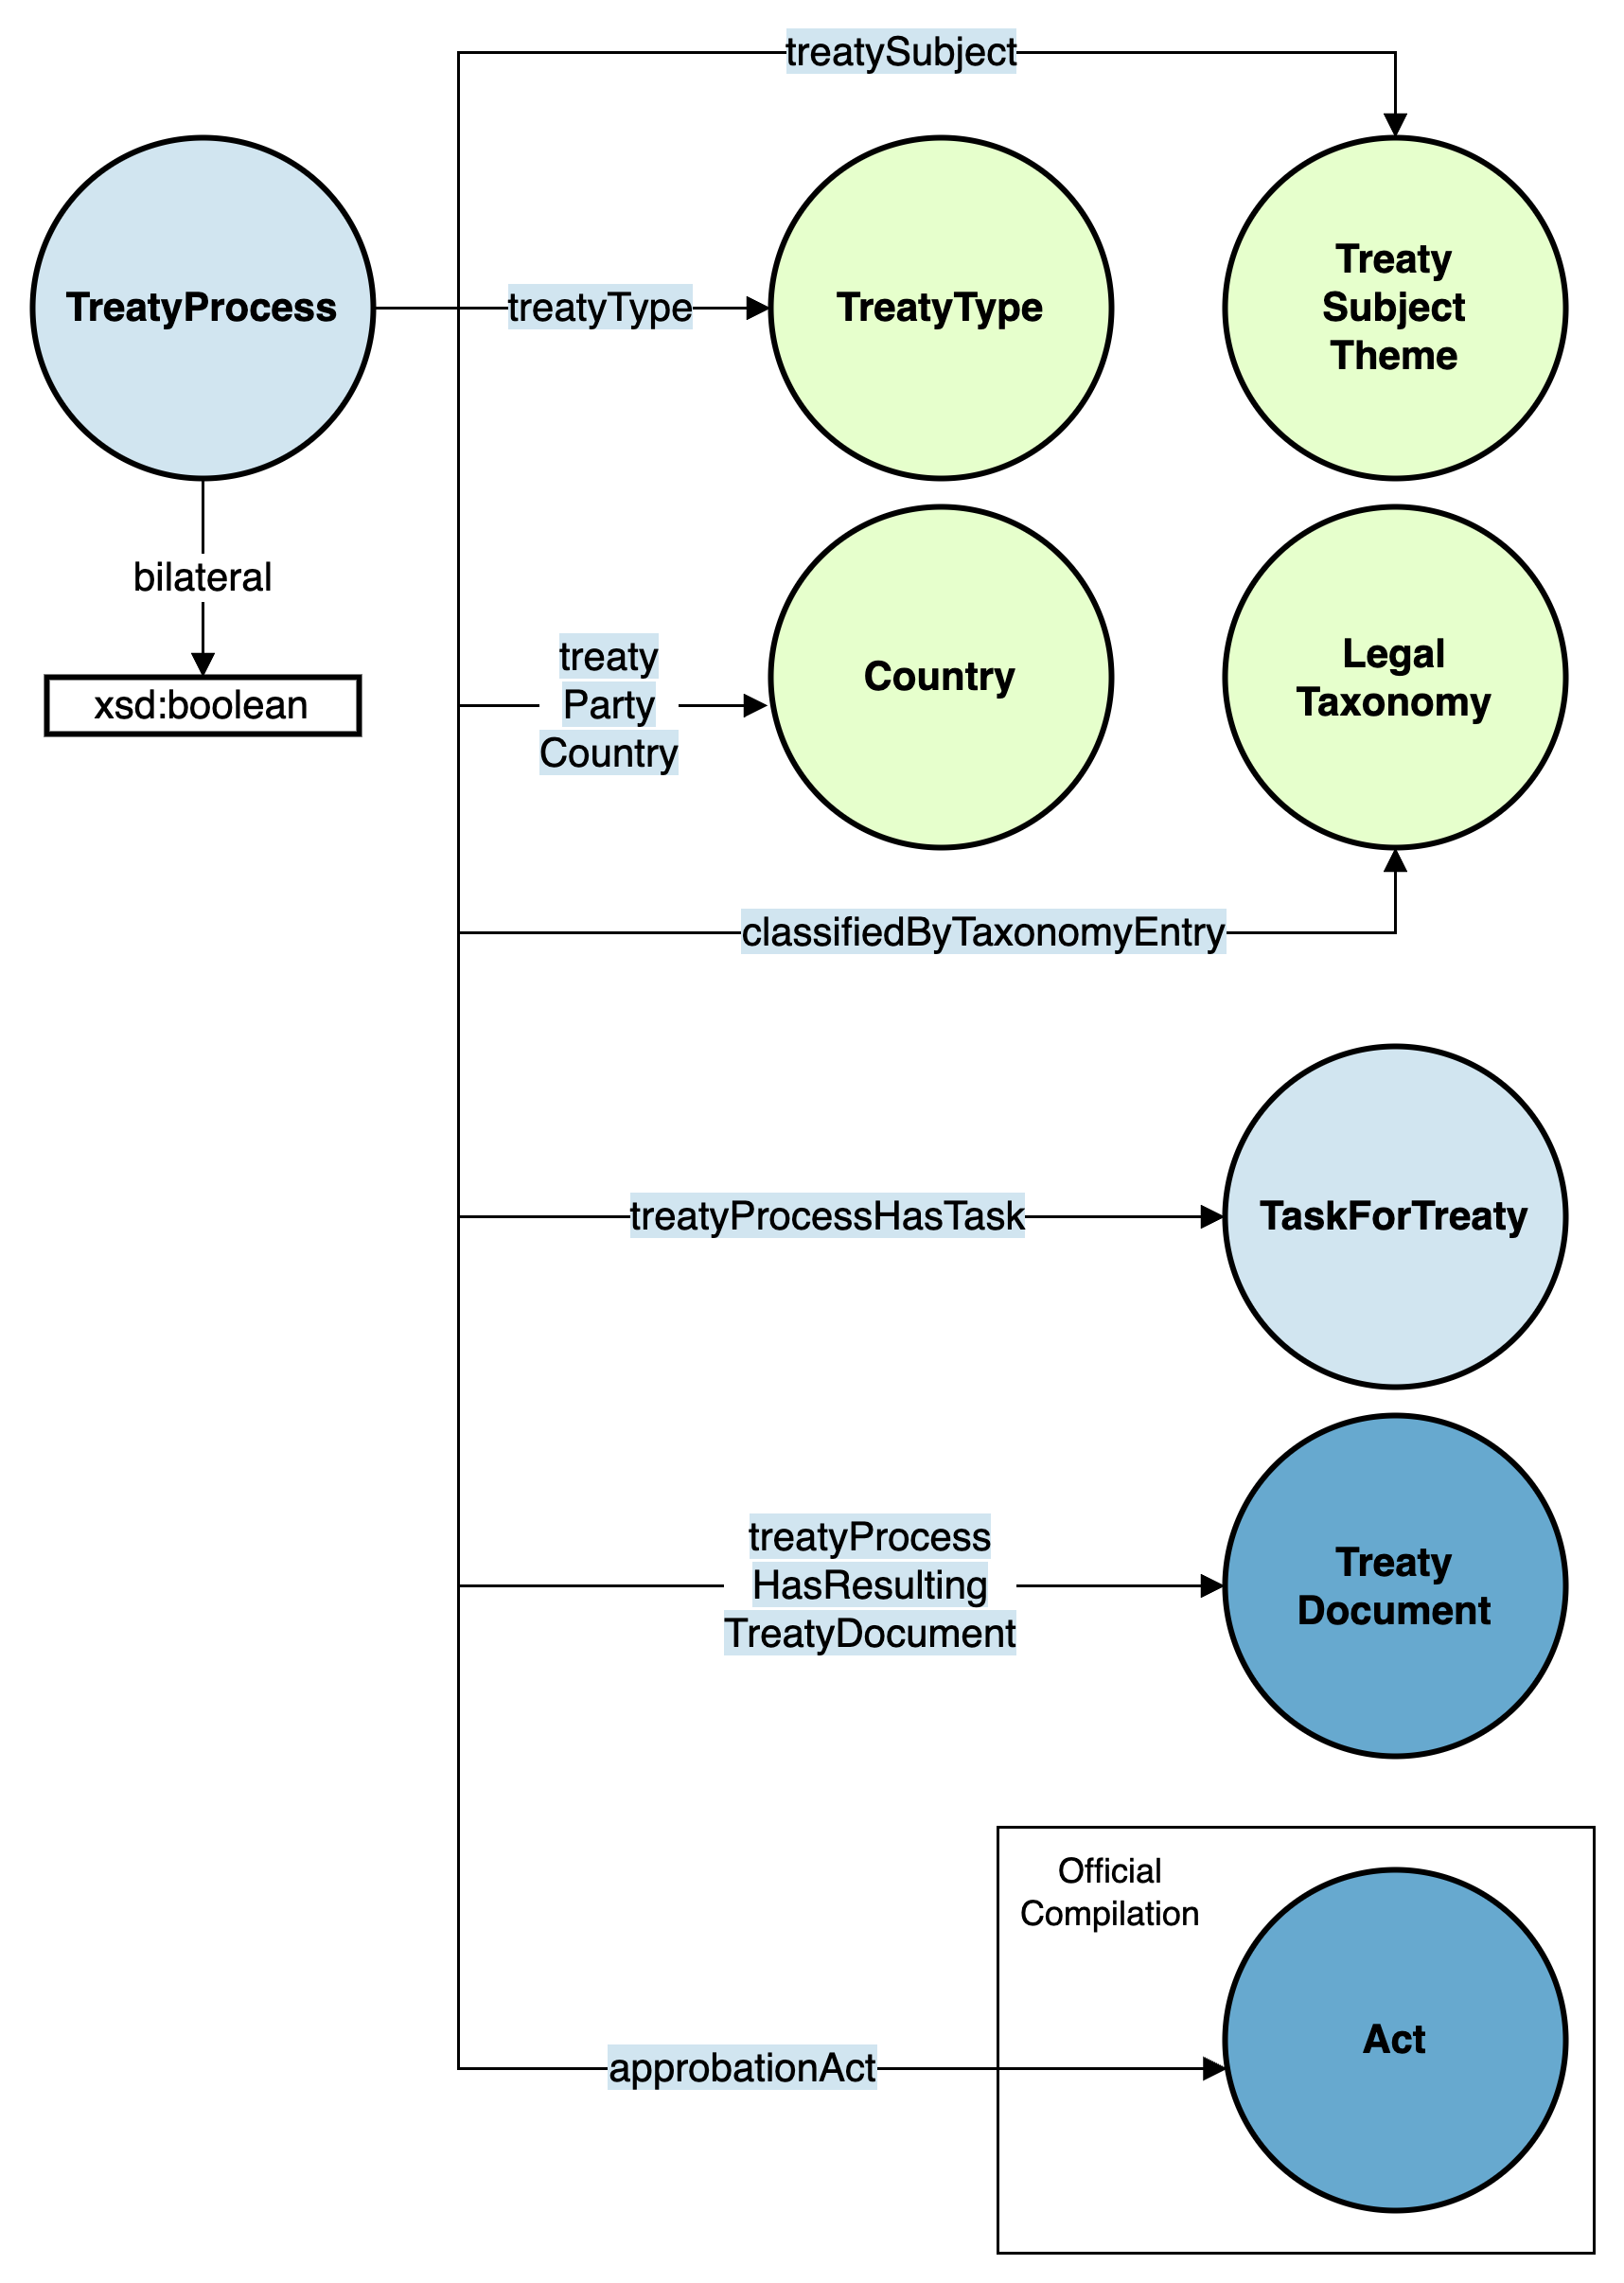 treatySubject
TreatyProcess
treatyType
TreatyType
Treaty
Subject
Theme
bilateral
xsd:boolean
treaty
Party
Country
Country
Legal
Taxonomy
classifiedByTaxonomyEntry
treatyProcessHasTask
TaskForTreaty
treatyProcess
HasResulting
TreatyDocument
Treaty
Document
Official
Compilation
approbationAct
Act